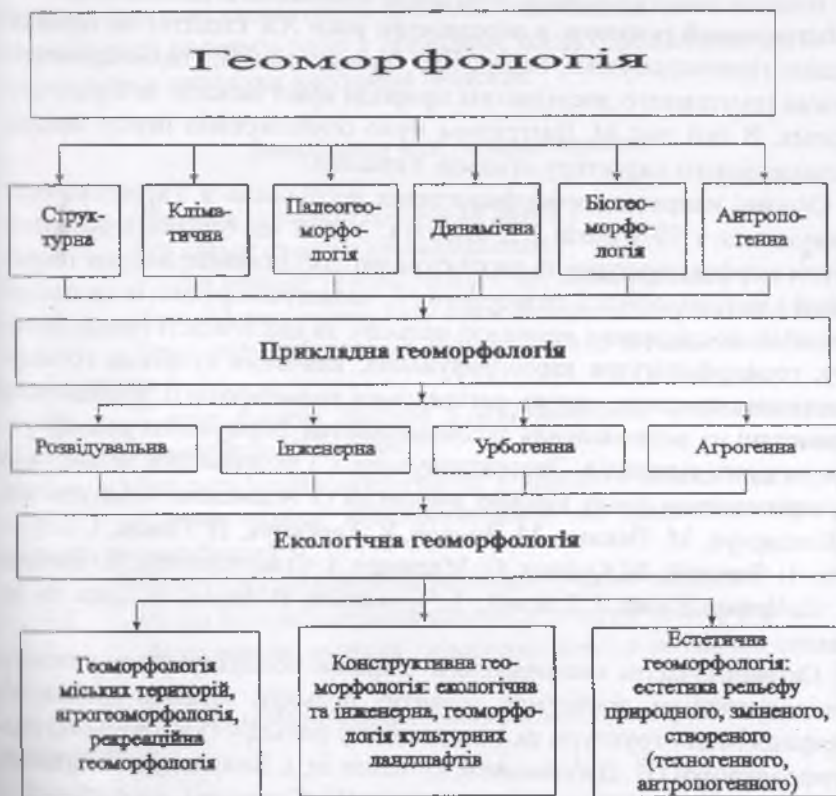 Геоморфологія
Струк-
турна
Кліма-
тична
Палеогео-
морфо-
логія
Динамічна
Біогео-
морфо-
логія
Антропо-
генна
Прикладна геоморфологія
Розвідувальна
Інженерна
Урбогенна
Агрогенна
Екологічна геоморфологія
Геоморфологія
міських територій,
агрогеоморфологія,
рекреаційна
геоморфологія
Конструктивна гео-
морфологія: екологічна
та інженерна, геоморфо-
логія культурних
ландшафтів
Естетична
геоморфологія:
естетика рельєфу
природного, зміненого,
створеного
(техногенного,
антропогенного)